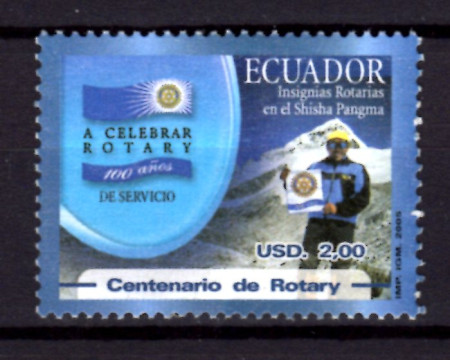 ECUADOR
Insignias Rotarias
en el Shisha Pangma
A CELEBRAR
ROTARY
100 años
DE SERVICIO
USD. 2,00
Centenario de Rotary
IMP. IGM. 2005